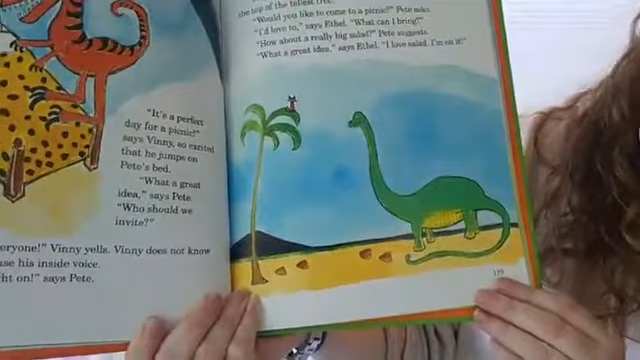 "It's a perfect
day for a picnic!"
says Vinny, so excited
that he jumps on
Pete's bed.
"What a great
idea," says Pete.
"Who should we
invite?"
eryone!" Vinny yells. Vinny does not know
se his inside voice.
ht on!" says Pete.
the top of the tallest tree.
"Would you like to come to a picnic?" Pete asks.
"I'd love to," says Ethel. "What can I bring?"
"How about a really big salad?" Pete suggests.
"What a great idea," says Ethel. "I love salad. I'm on it!"
119